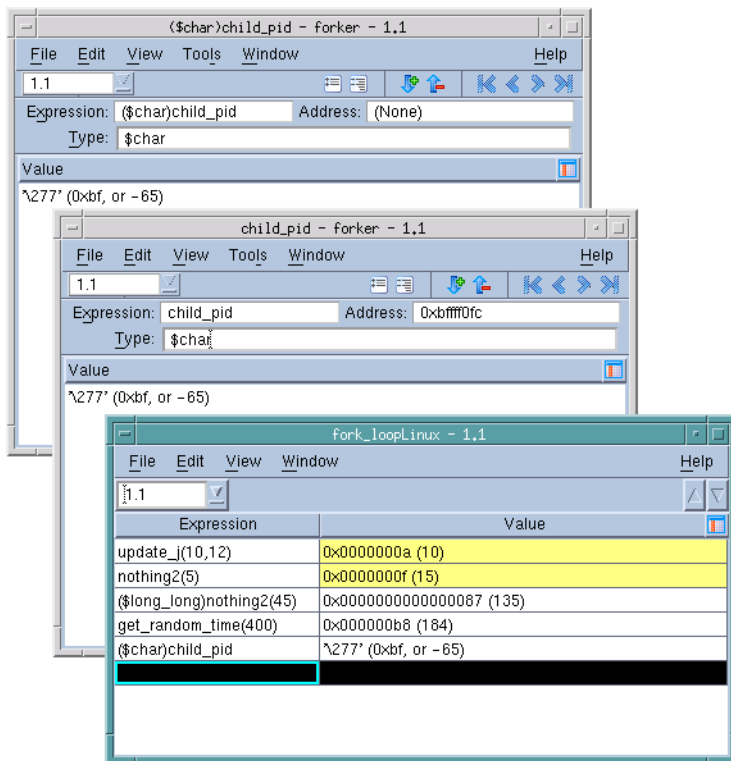 ($char)child_pid - forker - 1.1
File Edit View Tools Window Help
1.1
Expression: ($char)child_pid Address: (None)
Type: $char
Value
'\277' (0xbf, or -65)
child_pid - forker - 1.1
File Edit View Tools Window Help
1.1
Expression: child_pid Address: 0xbffff0fc
Type: $char
Value
'\277' (0xbf, or -65)
fork_loopLinux - 1.1
File Edit View Window Help
1.1
Expression Value
update_j(10,12) 0x0000000a (10)
nothing2(5) 0x0000000f (15)
($long_long)nothing2(45) 0x0000000000000087 (135)
get_random_time(400) 0x000000b8 (184)
($char)child_pid '\277' (0xbf, or -65)